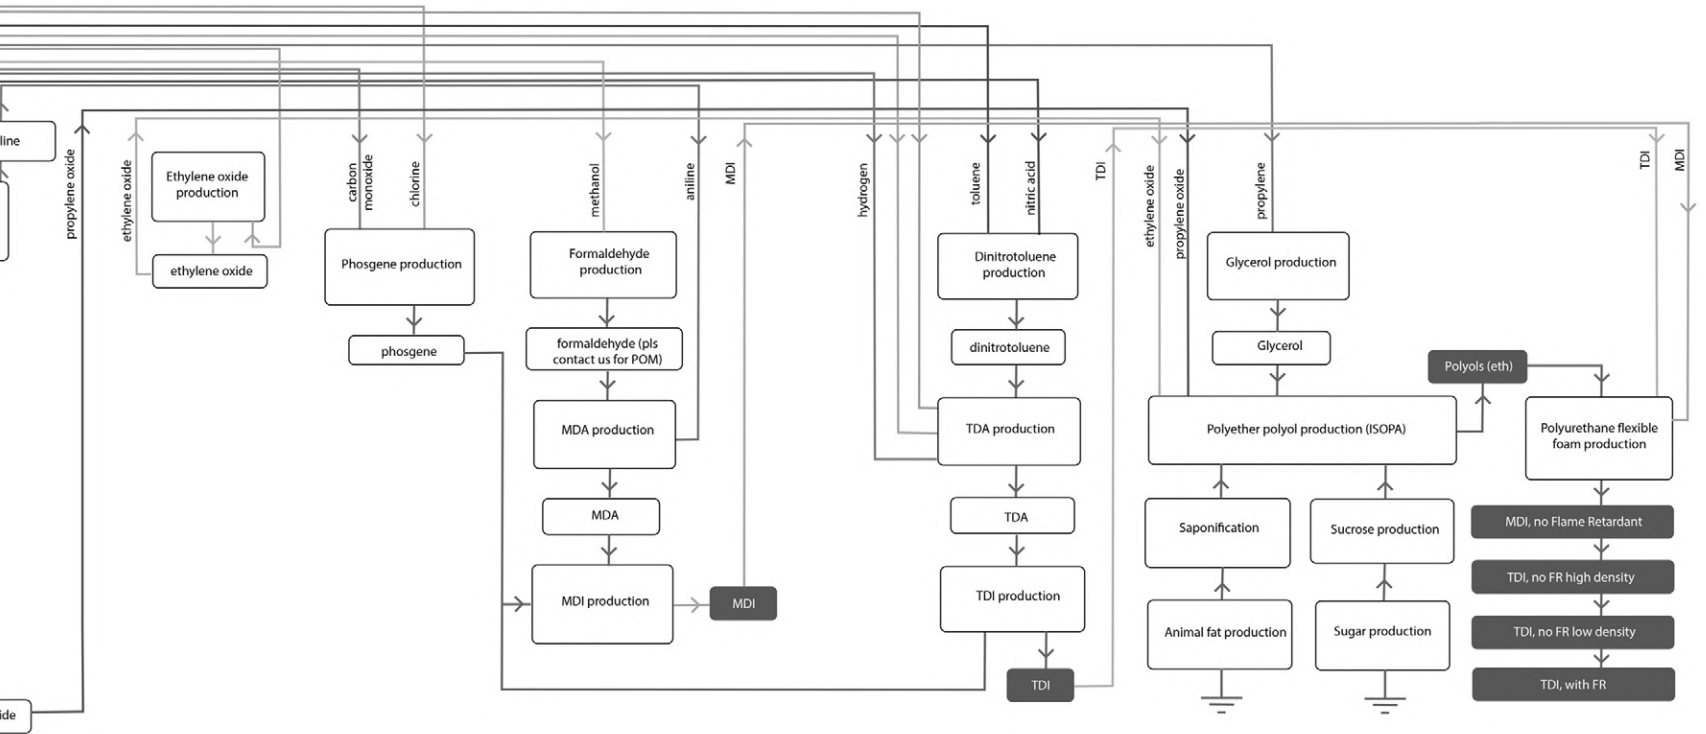 line
propylene oxide
ethylene oxide
Ethylene oxide
production
ethylene oxide
carbon
monoxide
chlorine
Phosgene production
phosgene
methanol
Formaldehyde
production
formaldehyde (pls
contact us for POM)
MDA production
MDA
MDI production
MDI
aniline
MDI
hydrogen
toluene
nitric acid
Dinitrotoluene
production
dinitrotoluene
TDA production
TDA
TDI production
TDI
TDI
ethylene oxide
propylene oxide
propylene
Glycerol production
Glycerol
Polyether polyol production (ISOPA)
Saponification
Sucrose production
Animal fat production
Sugar production
Polyols (eth)
TDI
MDI
Polyurethane flexible
foam production
MDI, no Flame Retardant
TDI, no FR high density
TDI, no FR low density
TDI, with FR
ide